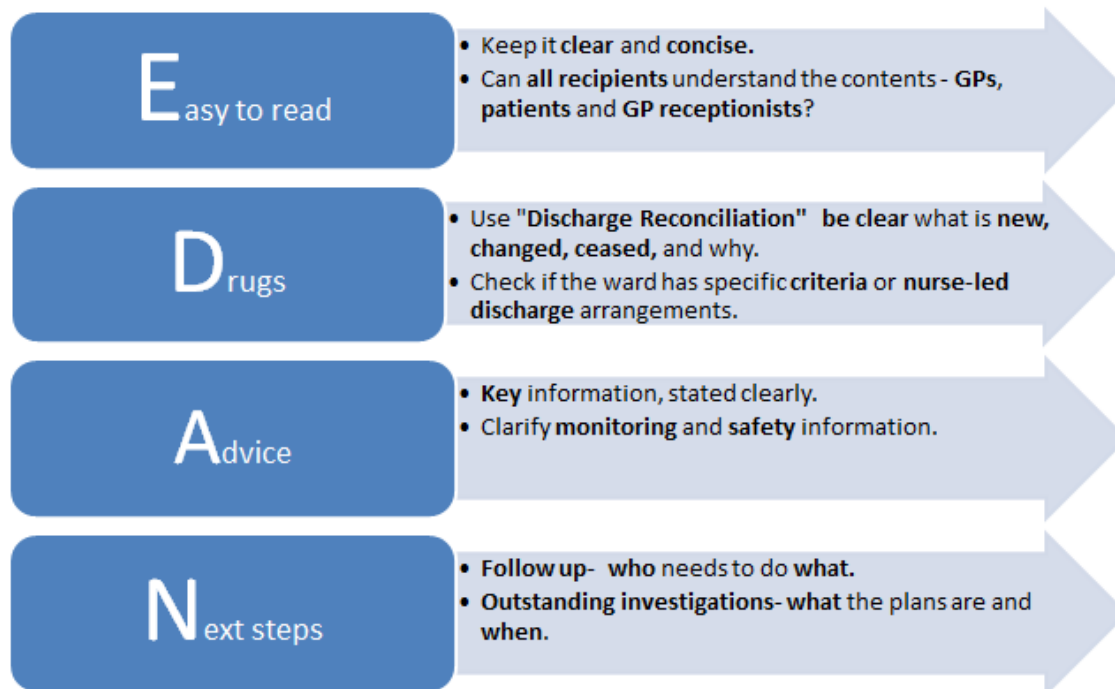 Easy to read
• Keep it clear and concise.
• Can all recipients understand the contents - GPs,
patients and GP receptionists?
Drugs
• Use "Discharge Reconciliation" be clear what is new,
changed, ceased, and why.
• Check if the ward has specific criteria or nurse-led
discharge arrangements.
Advice
• Key information, stated clearly.
• Clarify monitoring and safety information.
Next steps
• Follow up- who needs to do what.
• Outstanding investigations- what the plans are and
when.